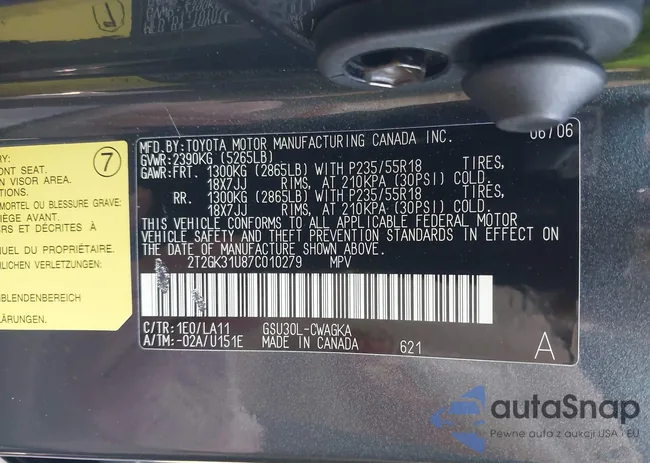 7
RY:
ONT SEAT.
N VISOR AREA.
MORTEL OU BLESSURE GRAVE:
IÈGE AVANT.
ERS ET DÉCRITES À
Manuel du Propriétaire.
VERLETZUNGEN
BLENDENBEREICH
MFD.BY:TOYOTA MOTOR MANUFACTURING CANADA INC. 06/06
GVWR:2390KG (5265LB)
GAWR:FRT. 1300KG (2865LB) WITH P235/55R18 TIRES,
18X7JJ RIMS, AT 210KPA (30PSI) COLD.
RR. 1300KG (2865LB) WITH P235/55R18 TIRES,
18X7JJ RIMS, AT 210KPA (30PSI) COLD.
THIS VEHICLE CONFORMS TO ALL APPLICABLE FEDERAL MOTOR
VEHICLE SAFETY AND THEFT PREVENTION STANDARDS IN EFFECT ON
THE DATE OF MANUFACTURE SHOWN ABOVE.
2T2GK31U87C010279 MPV
C/TR:1E0/LA11 GSU30L-CWAGKA
A/TM:-02A/U151E MADE IN CANADA 621 A
autaSnap
Pewne auta z aukcji USA · EU